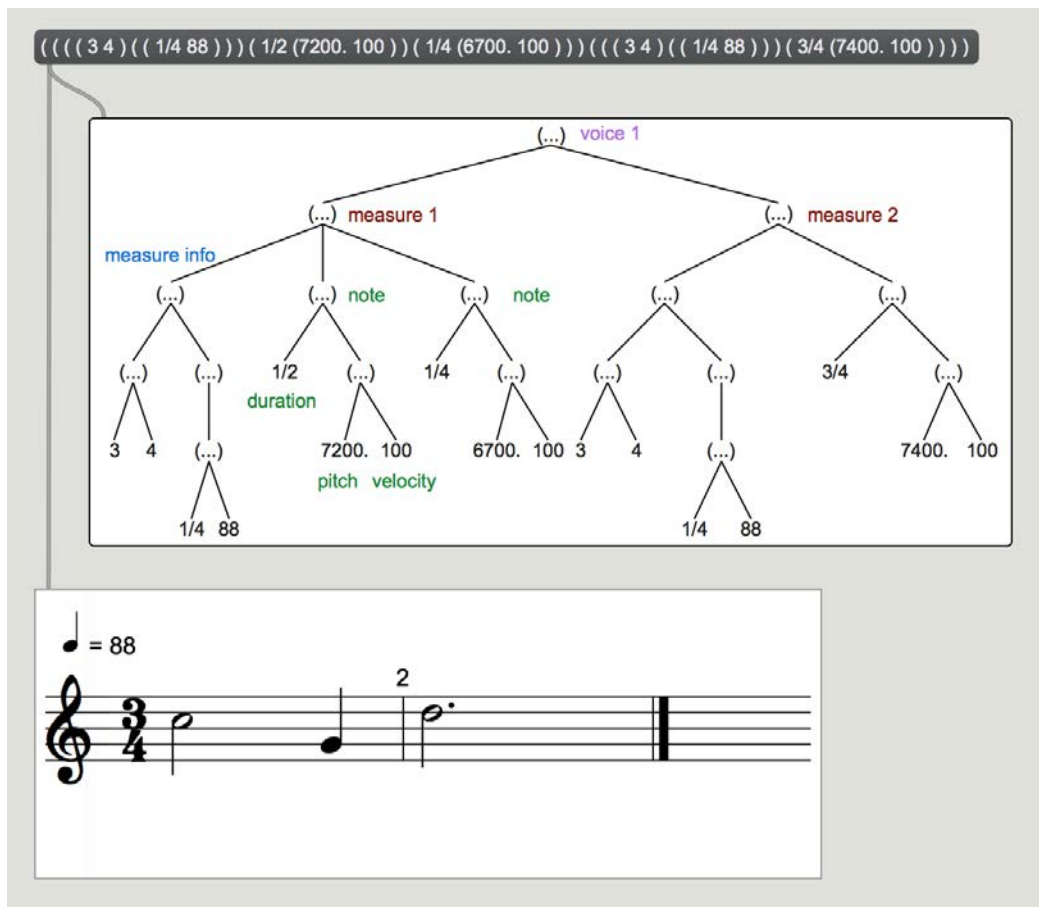 ( ( ( ( 3 4 ) ( ( 1/4 88 ) ) ) ( 1/2 (7200. 100 ) ) ( 1/4 (6700. 100 ) ) ) ( ( ( 3 4 ) ( ( 1/4 88 ) ) ) ( 3/4 (7400. 100 ) ) ) )
(...) voice 1
(...) measure 1 (...) measure 2
measure info
(...) (...) note (...) note (...) (...)
(...) (...) 1/2 (...) 1/4 (...) (...) (...) 3/4 (...)
duration
3 4 (...) 7200. 100 6700. 100 3 4 (...) 7400. 100
pitch velocity
1/4 88 1/4 88
= 88
2
3
4